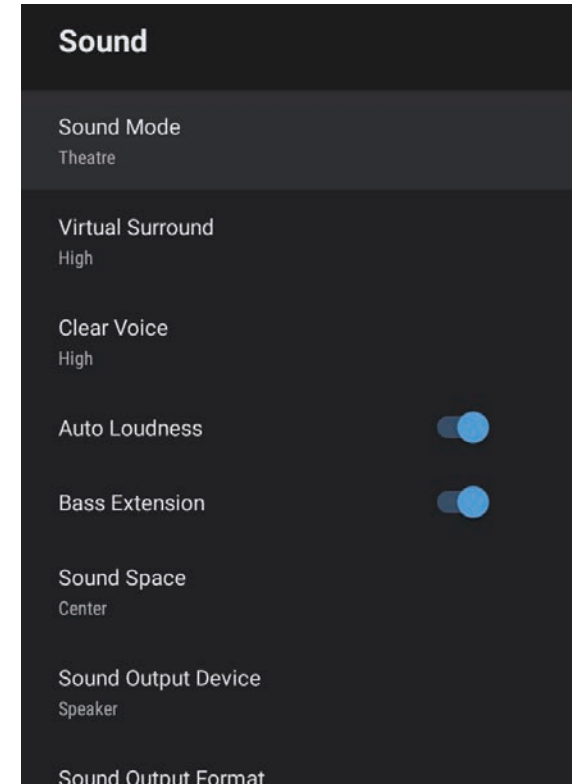 Sound
Sound Mode
Theatre
Virtual Surround
High
Clear Voice
High
Auto Loudness
Bass Extension
Sound Space
Center
Sound Output Device
Speaker
Sound Output Format